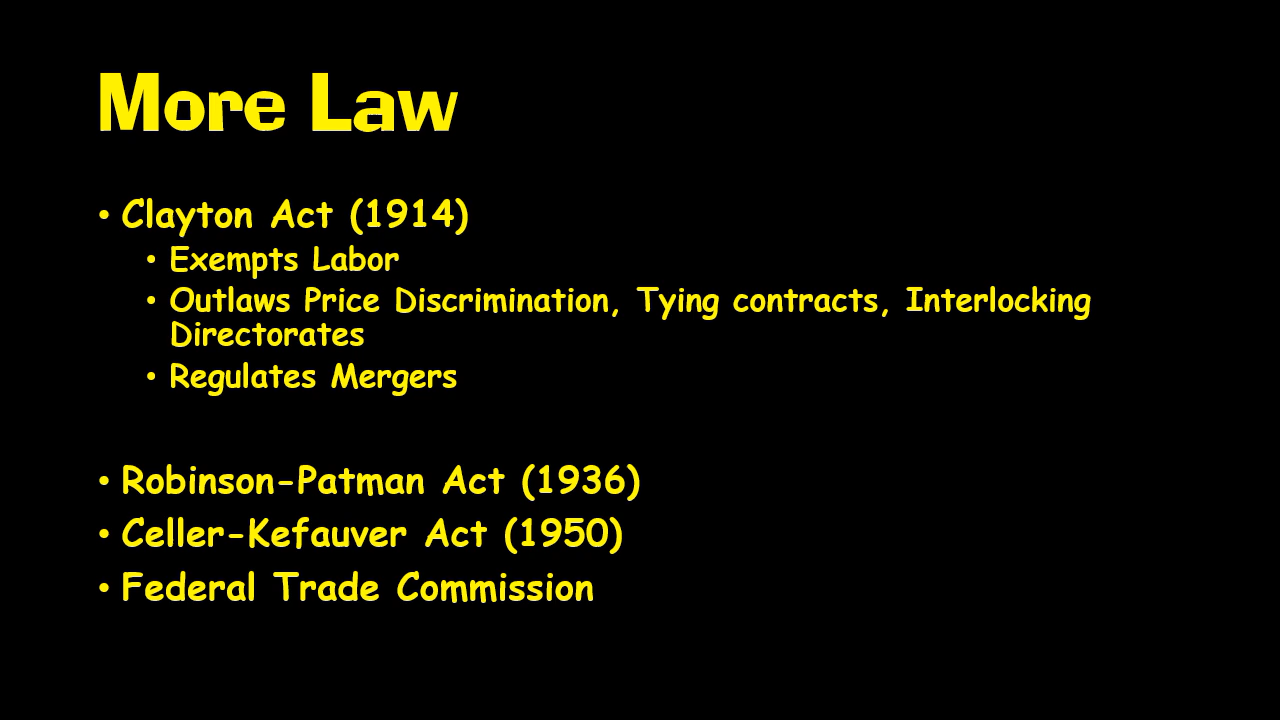 More Law
• Clayton Act (1914)
• Exempts Labor
• Outlaws Price Discrimination, Tying contracts, Interlocking
Directorates
• Regulates Mergers
• Robinson-Patman Act (1936)
• Celler-Kefauver Act (1950)
• Federal Trade Commission